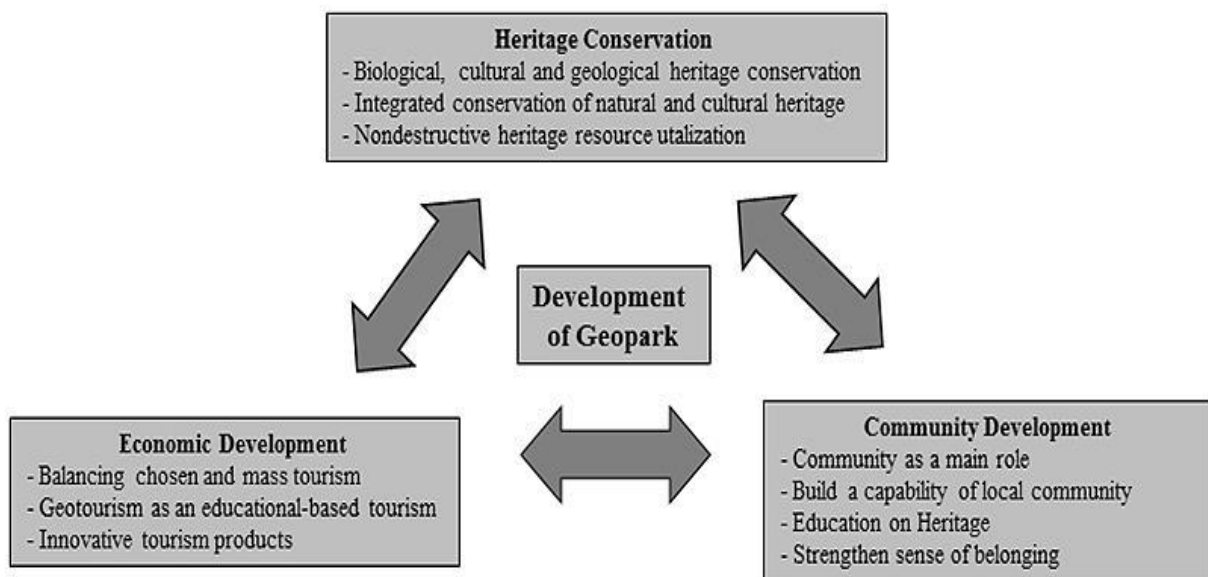 Heritage Conservation
- Biological, cultural and geological heritage conservation
- Integrated conservation of natural and cultural heritage
- Nondestructive heritage resource utalization
Development
of Geopark
Economic Development
- Balancing chosen and mass tourism
- Geotourism as an educational-based tourism
- Innovative tourism products
Community Development
- Community as a main role
- Build a capability of local community
- Education on Heritage
- Strengthen sense of belonging